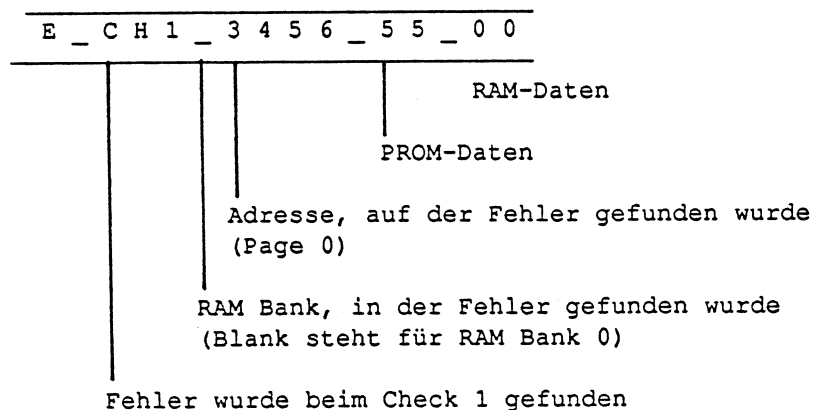 E _ C H 1 _ 3 4 5 6 _ 5 5 _ 0 0
RAM-Daten
PROM-Daten
Adresse, auf der Fehler gefunden wurde
(Page 0)
RAM Bank, in der Fehler gefunden wurde
(Blank steht für RAM Bank 0)
Fehler wurde beim Check 1 gefunden